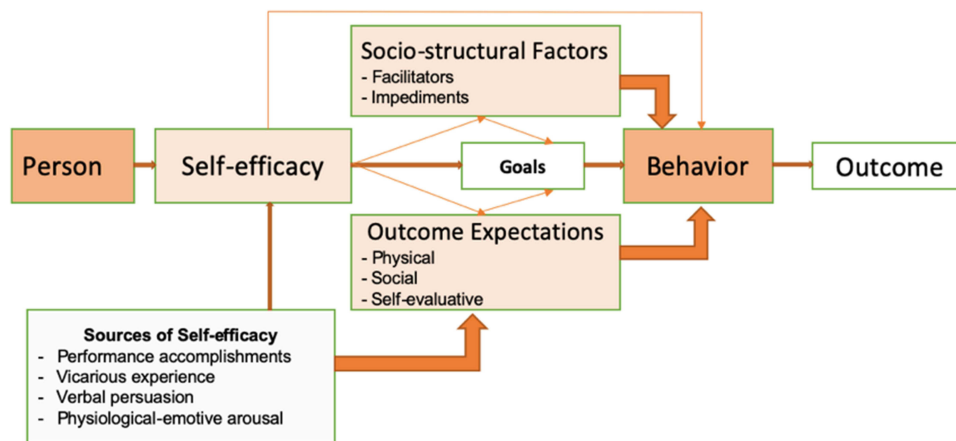 Socio-structural Factors
- Facilitators
- Impediments
Person
Self-efficacy
Goals
Behavior
Outcome
Outcome Expectations
- Physical
- Social
- Self-evaluative
Sources of Self-efficacy
- Performance accomplishments
- Vicarious experience
- Verbal persuasion
- Physiological-emotive arousal